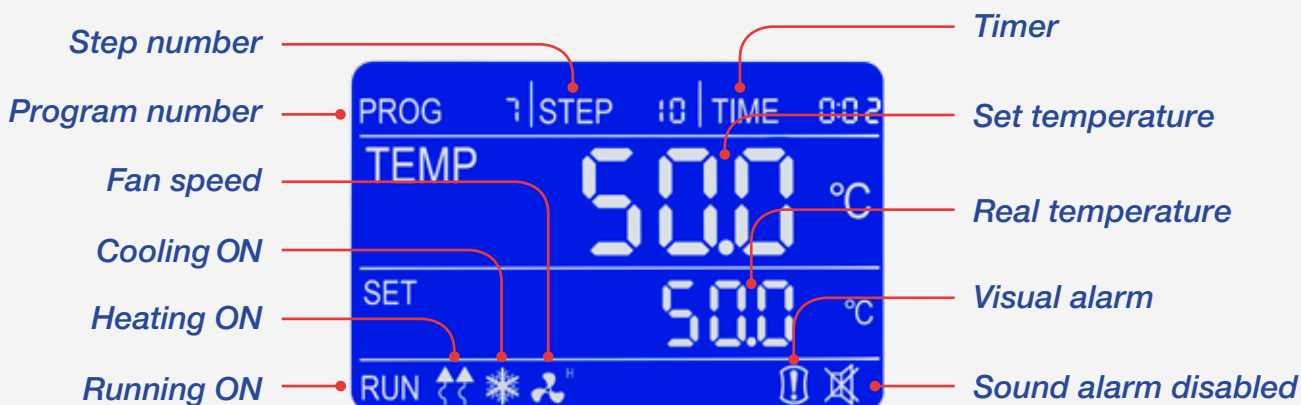 Step number
Timer
Program number
PROG 7 STEP 10 TIME 0:02
Set temperature
Fan speed
TEMP 50.0 °C
Cooling ON
Real temperature
Heating ON
SET 50.0 °C
Visual alarm
Running ON
RUN H
Sound alarm disabled